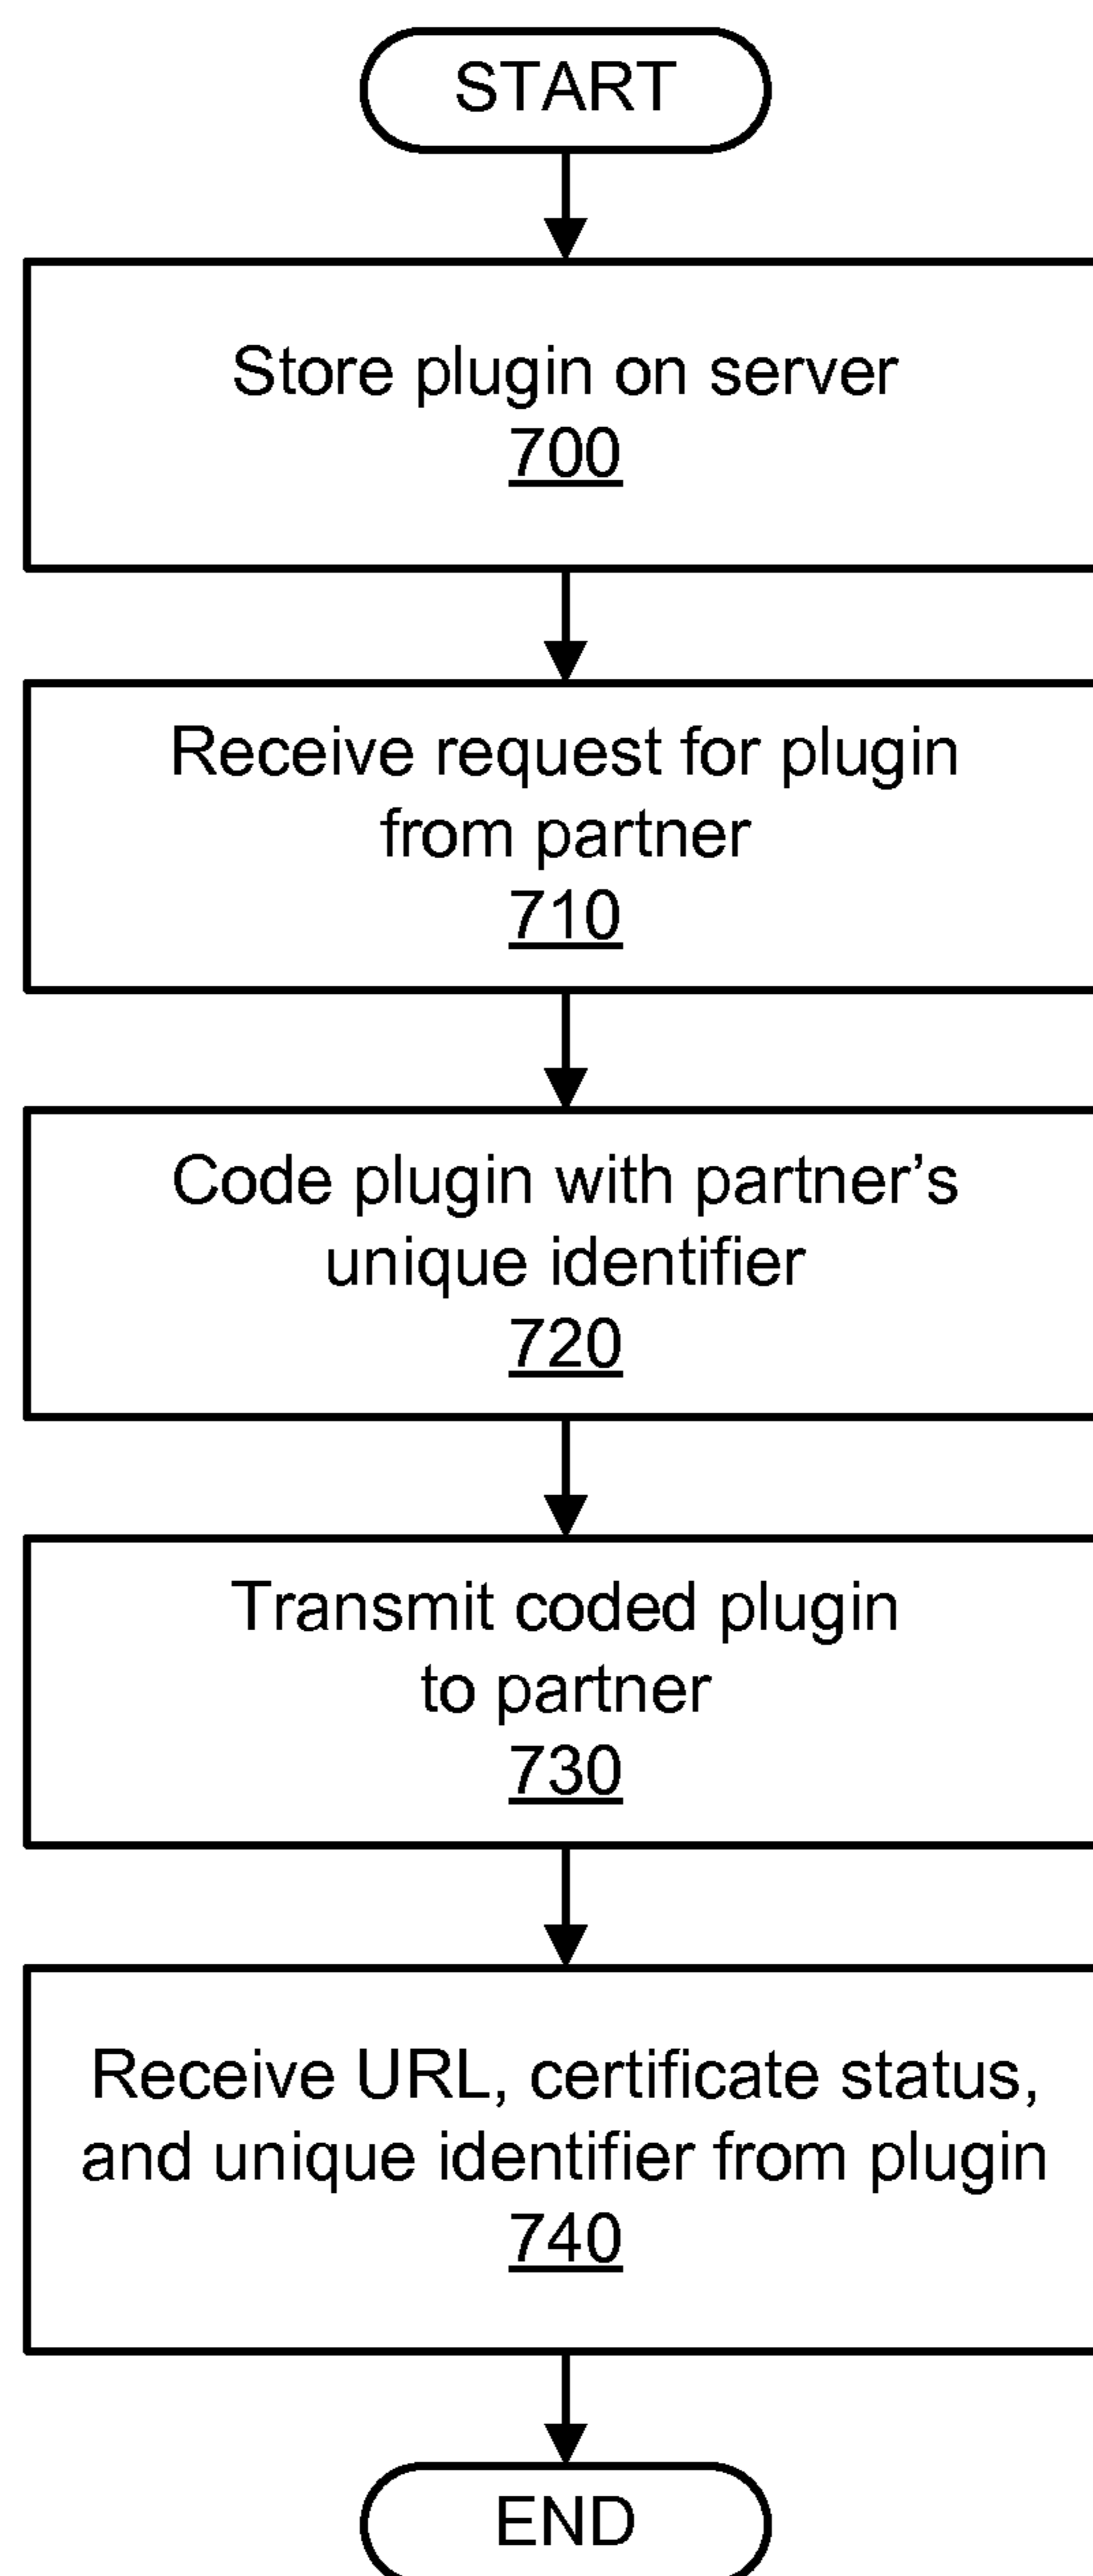 START
Store plugin on server
700
Receive request for plugin
from partner
710
Code plugin with partner’s
unique identifier
720
Transmit coded plugin
to partner
730
Receive URL, certificate status,
and unique identifier from plugin
740
END